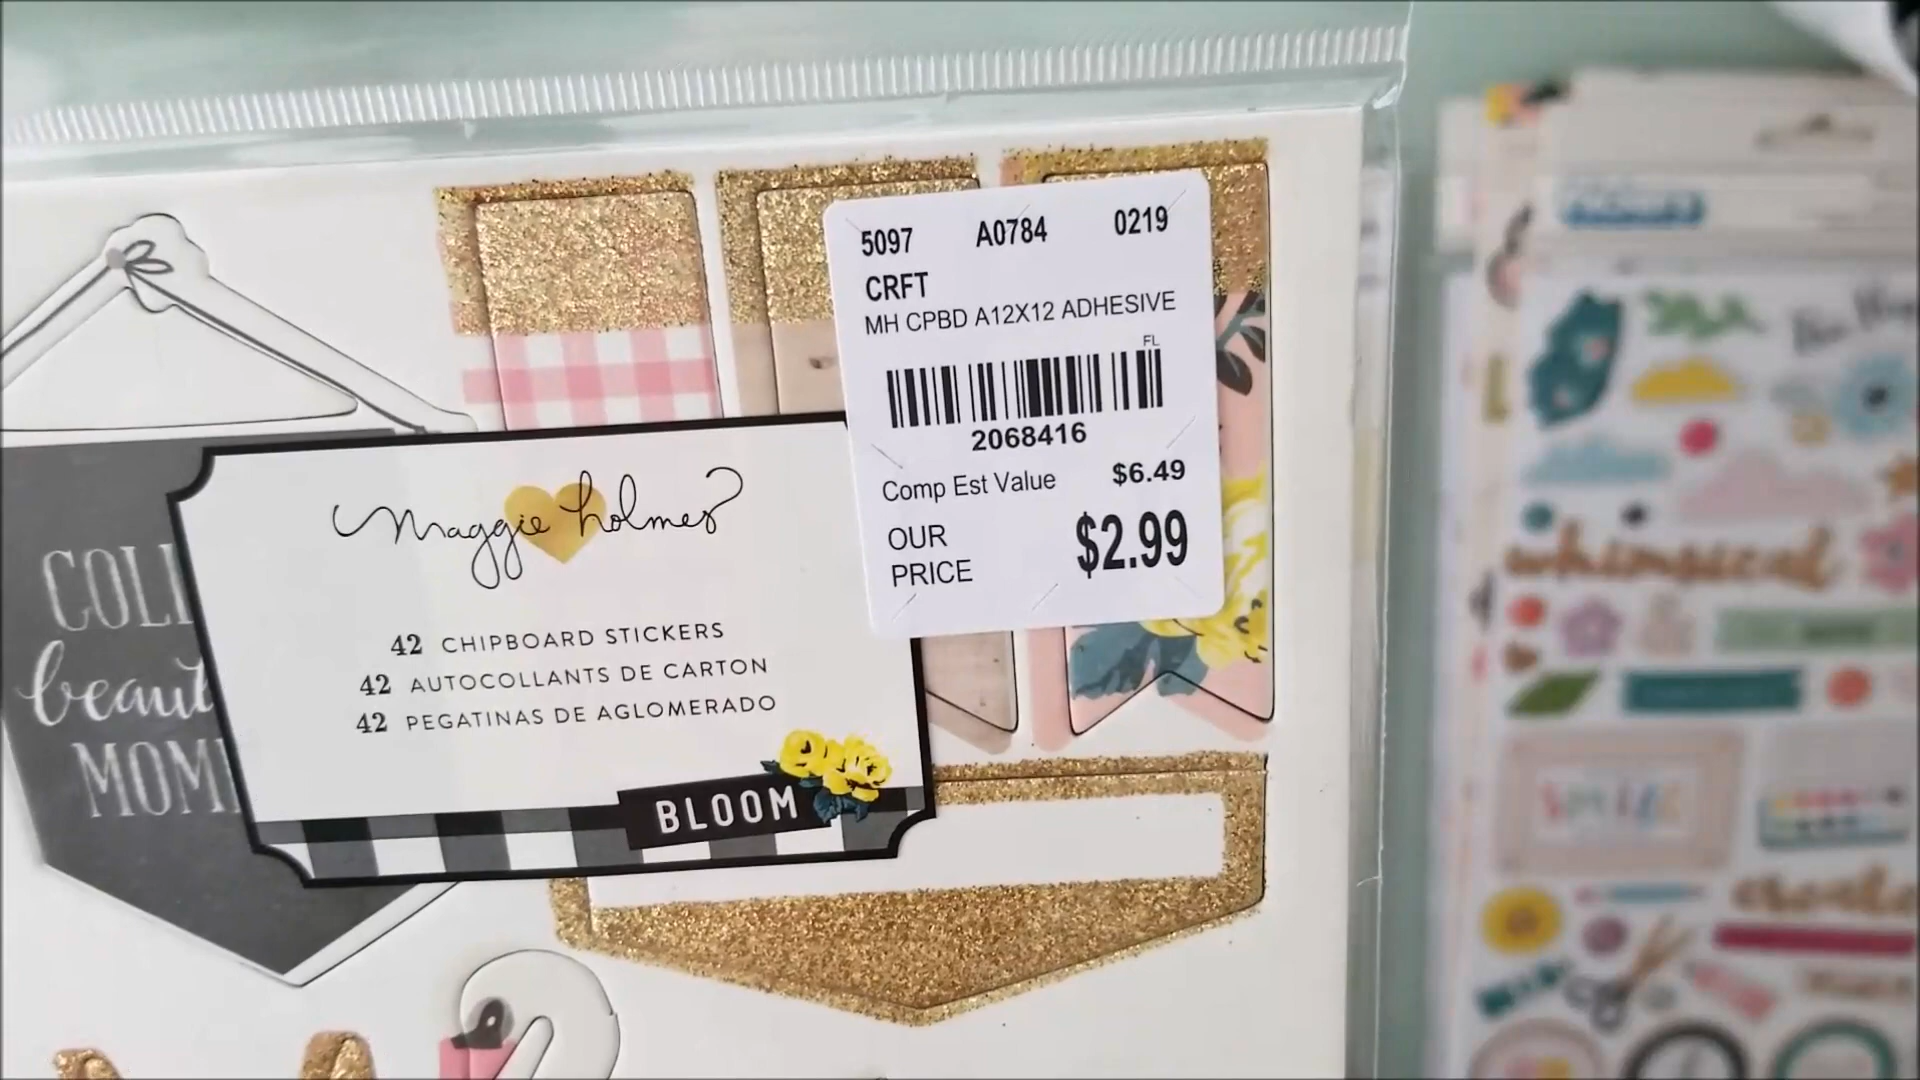 5097 A0784 0219
CRFT
MH CPBD A12X12 ADHESIVE
FL
2068416
Comp Est Value $6.49
OUR PRICE $2.99
maggie holmes
42 CHIPBOARD STICKERS
42 AUTOCOLLANTS DE CARTON
42 PEGATINAS DE AGLOMERADO
BLOOM
COLL
beaut
MOM
whimsical
create